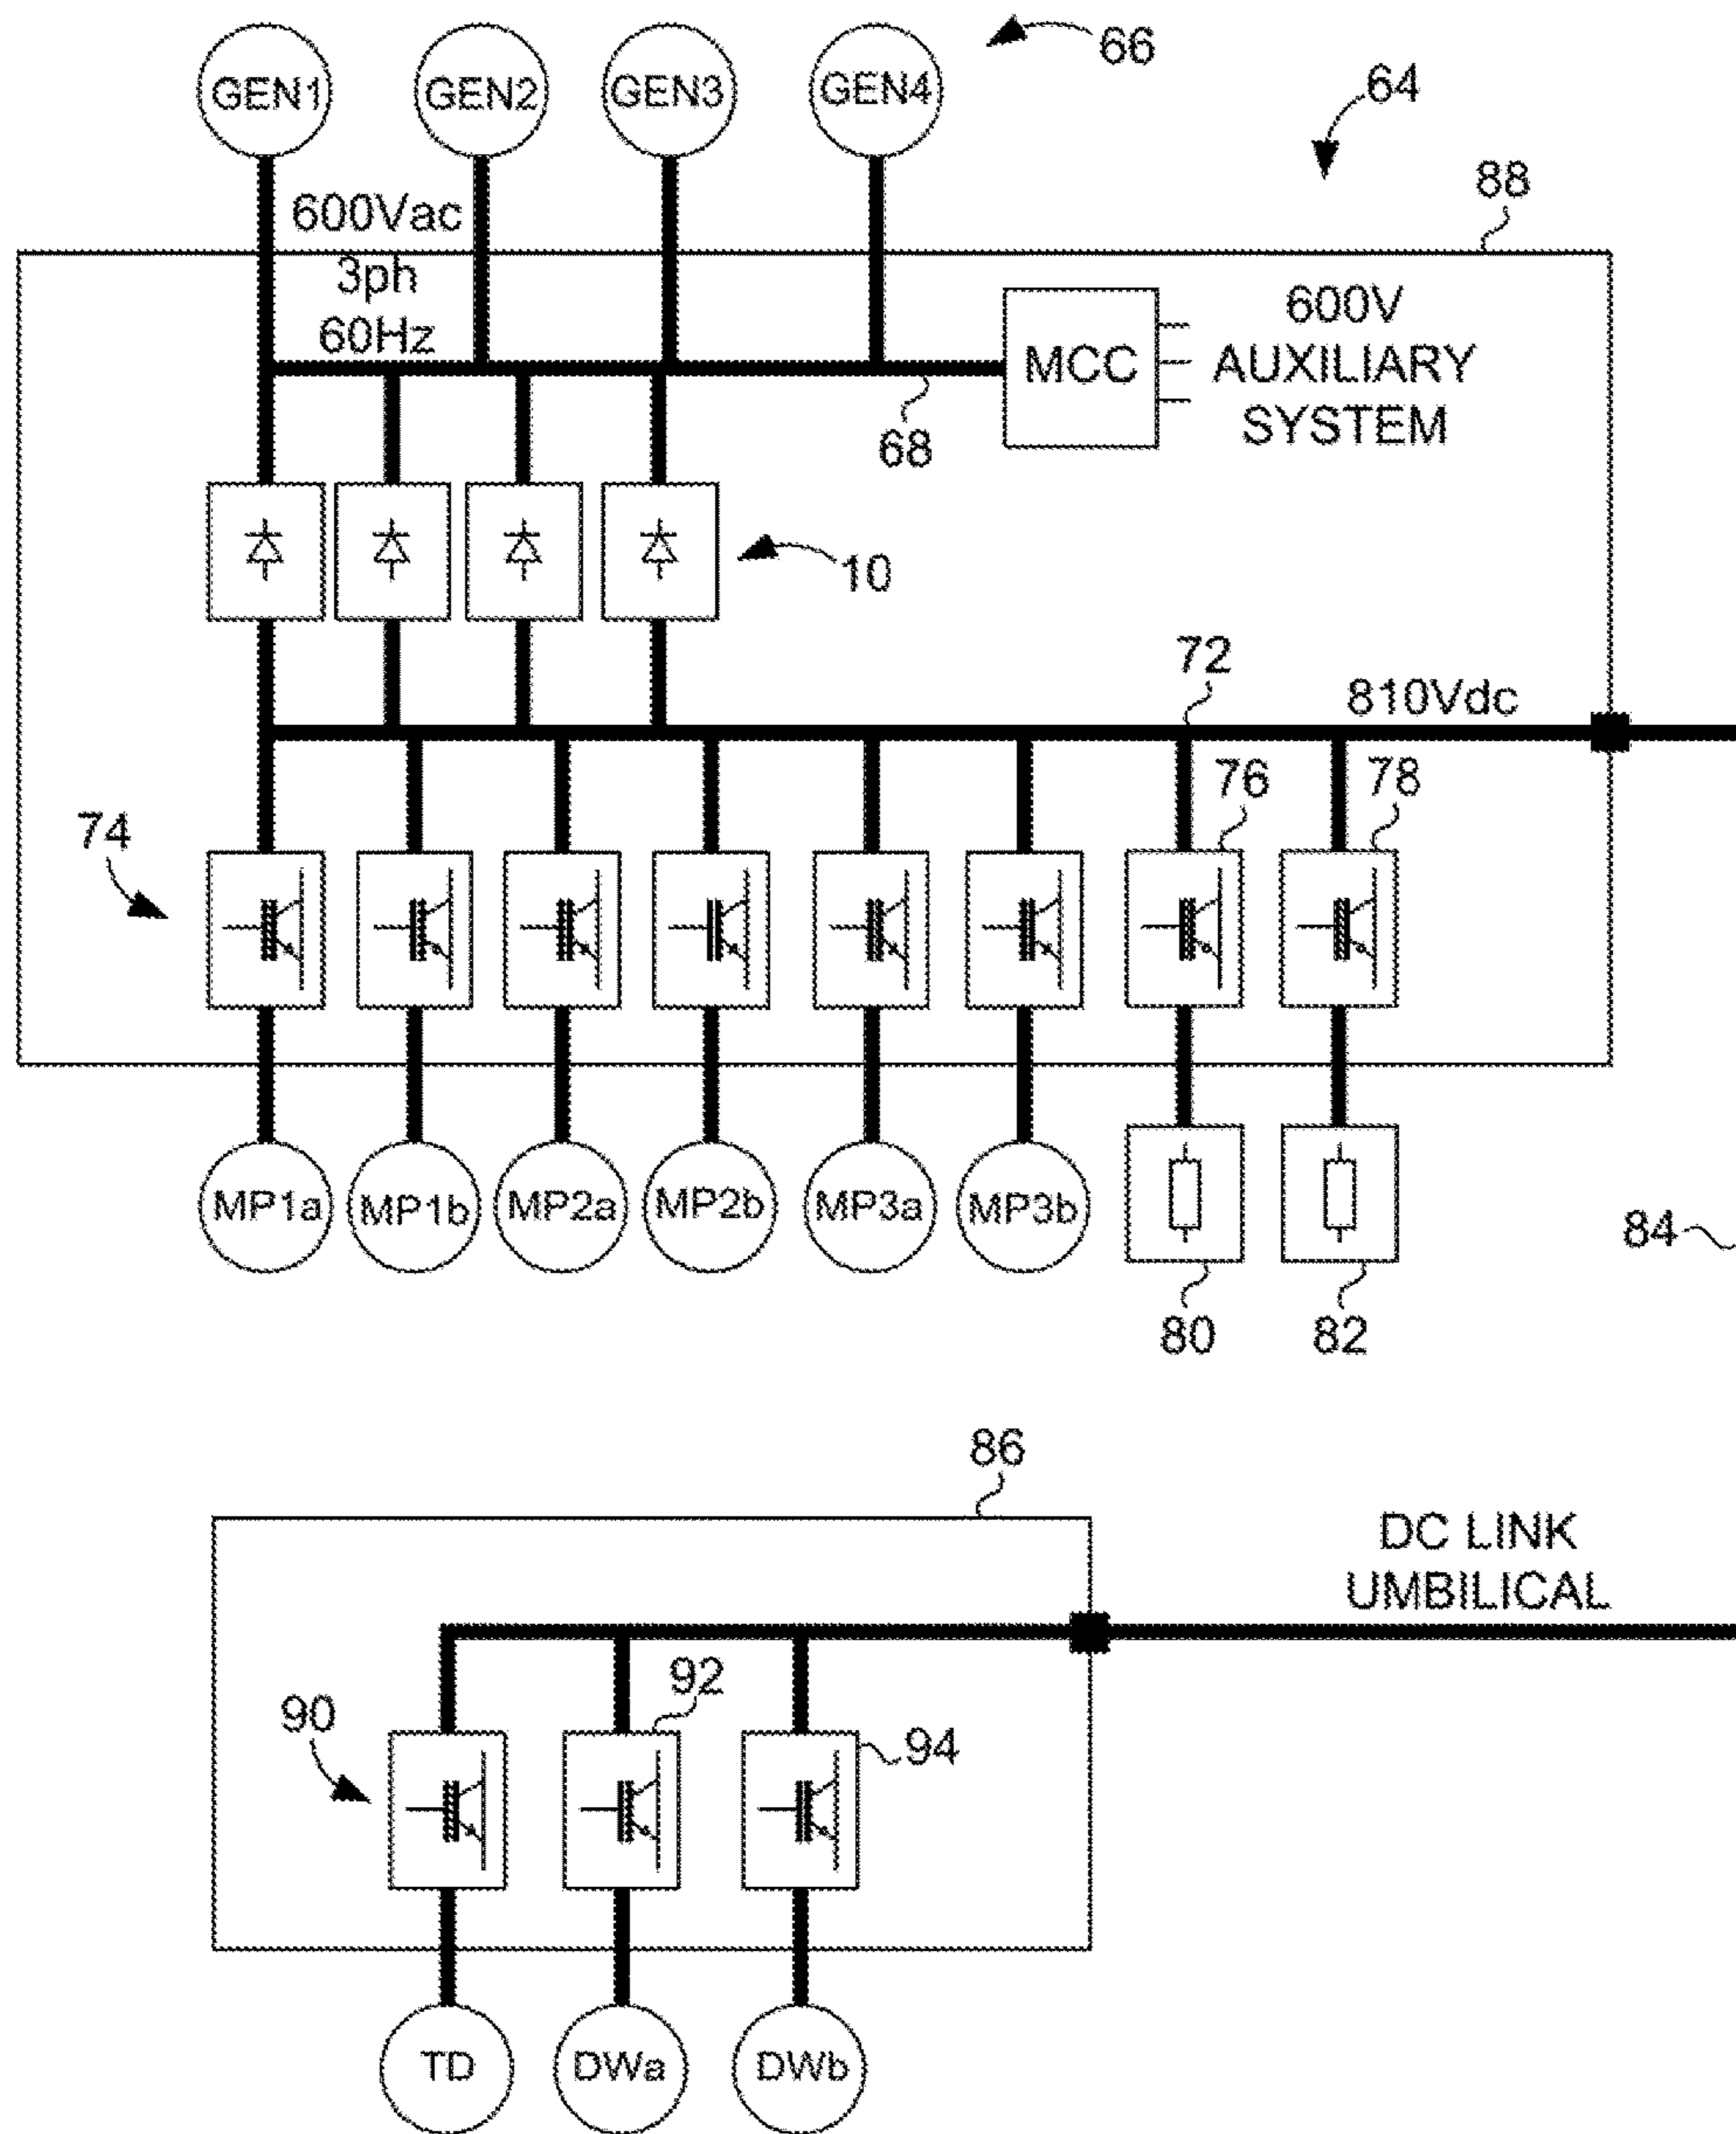 66
GEN1 GEN2 GEN3 GEN4
64
88
600Vac
3ph
60Hz
MCC
600V
AUXILIARY
SYSTEM
68
10
72
810Vdc
76
78
74
MP1a MP1b MP2a MP2b MP3a MP3b
84
80
82
86
DC LINK
UMBILICAL
92
90
94
TD DWa DWb